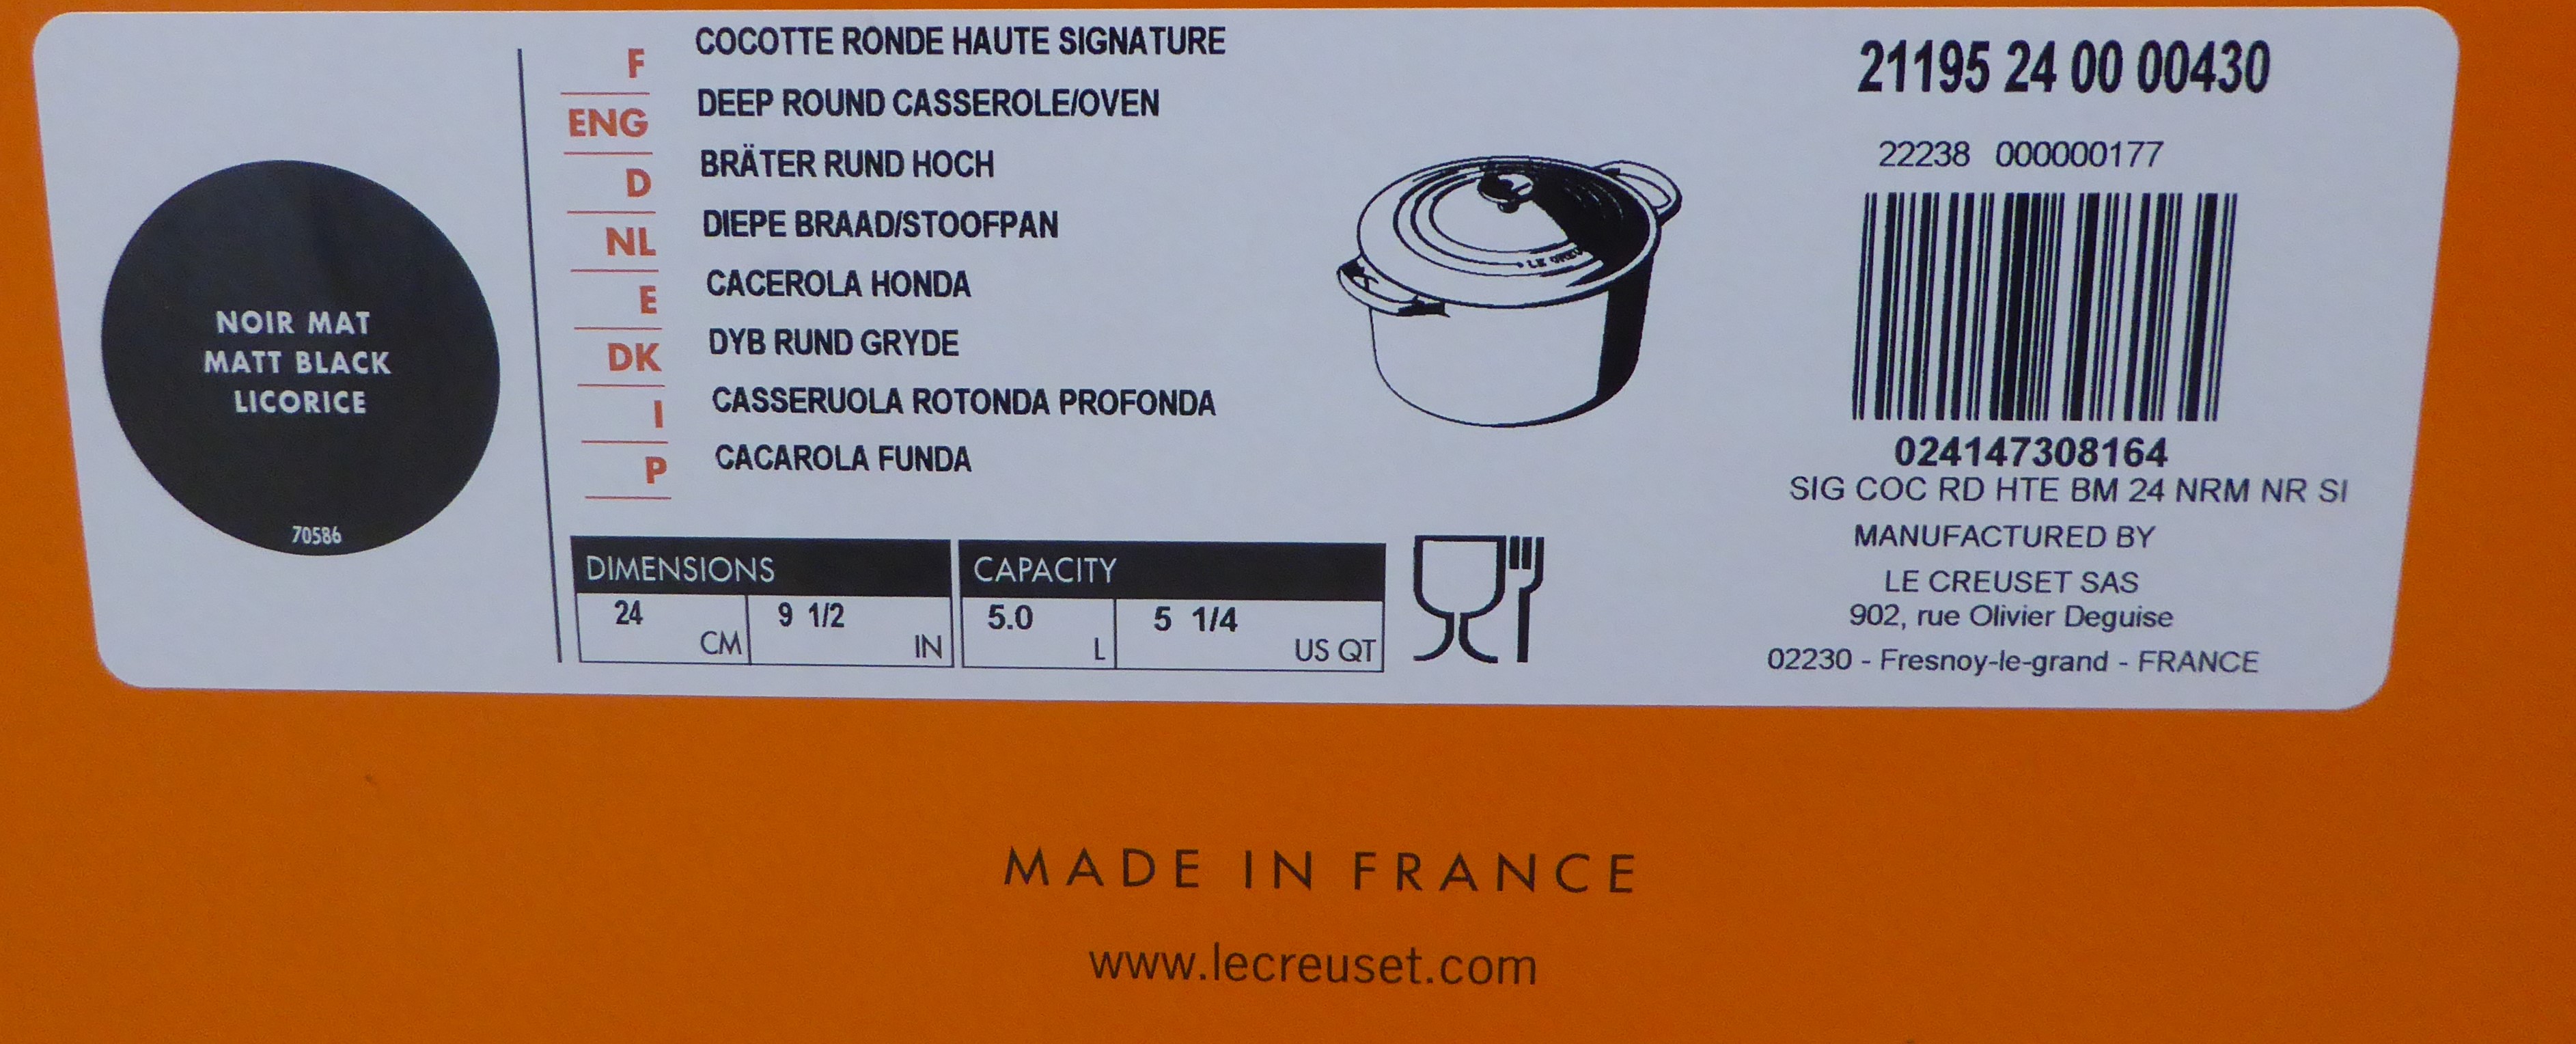 NOIR MAT
MATT BLACK
LICORICE
70586
F COCOTTE RONDE HAUTE SIGNATURE
ENG DEEP ROUND CASSEROLE/OVEN
D BRÄTER RUND HOCH
NL DIEPE BRAAD/STOOFPAN
E CACEROLA HONDA
DK DYB RUND GRYDE
I CASSERUOLA ROTONDA PROFONDA
P CACAROLA FUNDA
DIMENSIONS
24 CM 9 1/2 IN
CAPACITY
5.0 L 5 1/4 US QT
21195 24 00 00430
22238 000000177
024147308164
SIG COC RD HTE BM 24 NRM NR SI
MANUFACTURED BY
LE CREUSET SAS
902, rue Olivier Deguise
02230 - Fresnoy-le-grand - FRANCE
MADE IN FRANCE
www.lecreuset.com